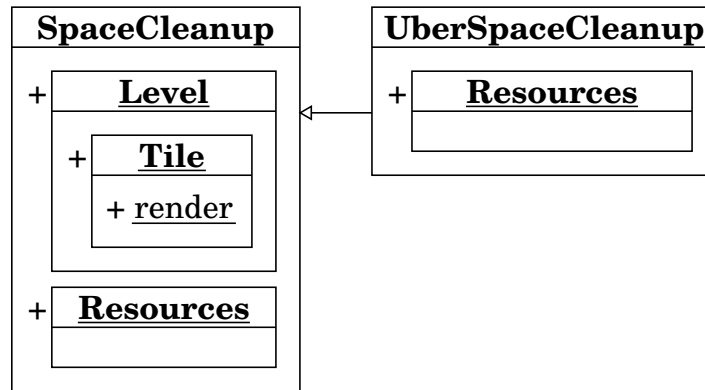 SpaceCleanup
+ Level
+ Tile
+ render
+ Resources
UberSpaceCleanup
+ Resources